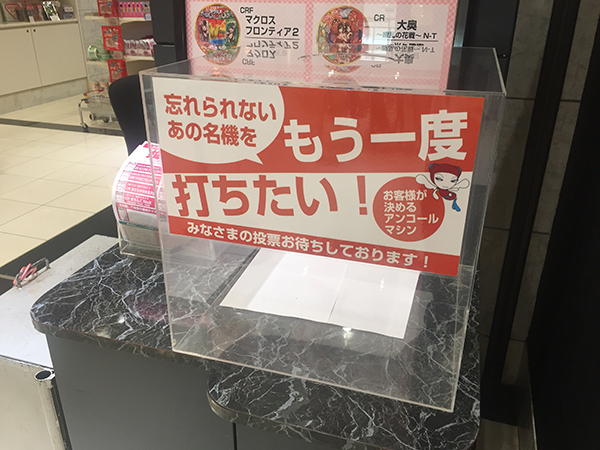 CRF
マクロス
フロンティア2
CR
大奥
忘れられない
あの名機を
もう一度
打ちたい！
お客様が
決める
アンコール
マシン
みなさまの投票お待ちしております！